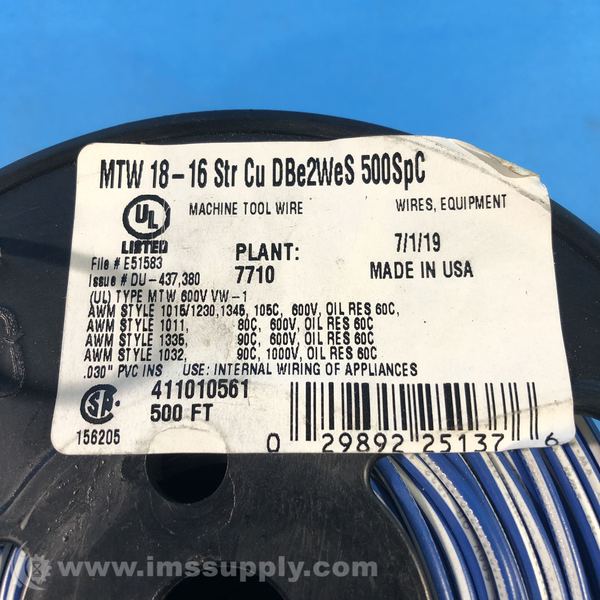 MTW 18-16 Str Cu DBe2WeS 500SpC
UL
LISTED
MACHINE TOOL WIRE
WIRES, EQUIPMENT
File # E51583
PLANT:
7/1/19
Issue # DU-437,380
7710
MADE IN USA
(UL) TYPE MTW 600V VW-1
AWM STYLE 1015/1230,1345, 105C, 600V, OIL RES 60C,
AWM STYLE 1011, 80C, 600V, OIL RES 60C
AWM STYLE 1335, 90C, 600V, OIL RES 60C
AWM STYLE 1032, 90C, 1000V, OIL RES 60C
.030" PVC INS USE: INTERNAL WIRING OF APPLIANCES
411010561
SA
500 FT
156205
0 29892 25137 6
www.imssupply.com